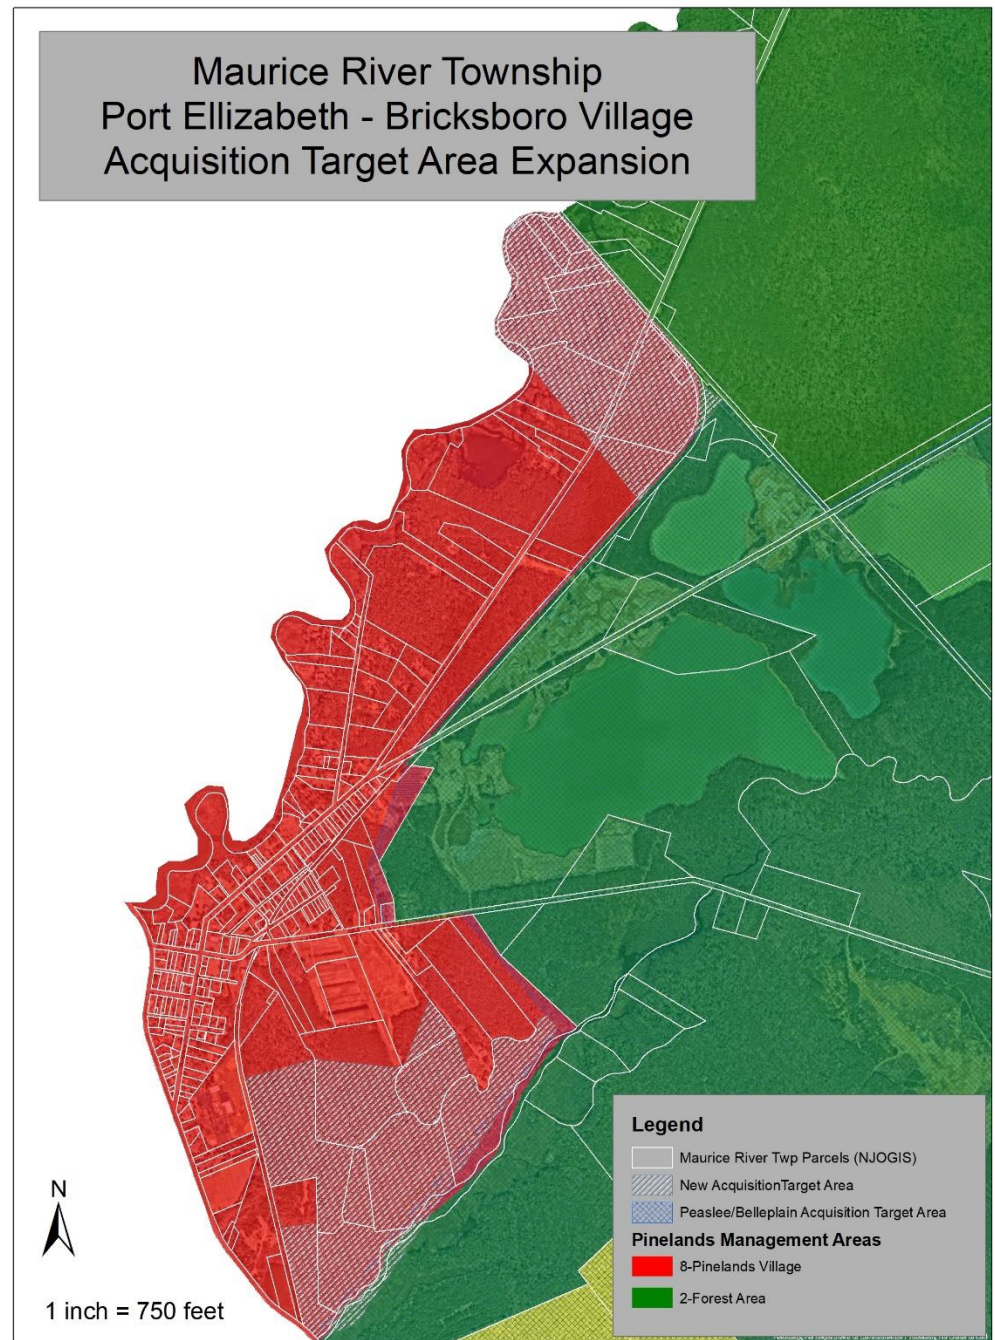 Maurice River Township
Port Ellizabeth - Bricksboro Village
Acquisition Target Area Expansion
Legend
Maurice River Twp Parcels (NJOGIS)
New AcquisitionTarget Area
Peaslee/Belleplain Acquisition Target Area
Pinelands Management Areas
8-Pinelands Village
2-Forest Area
N
1 inch = 750 feet